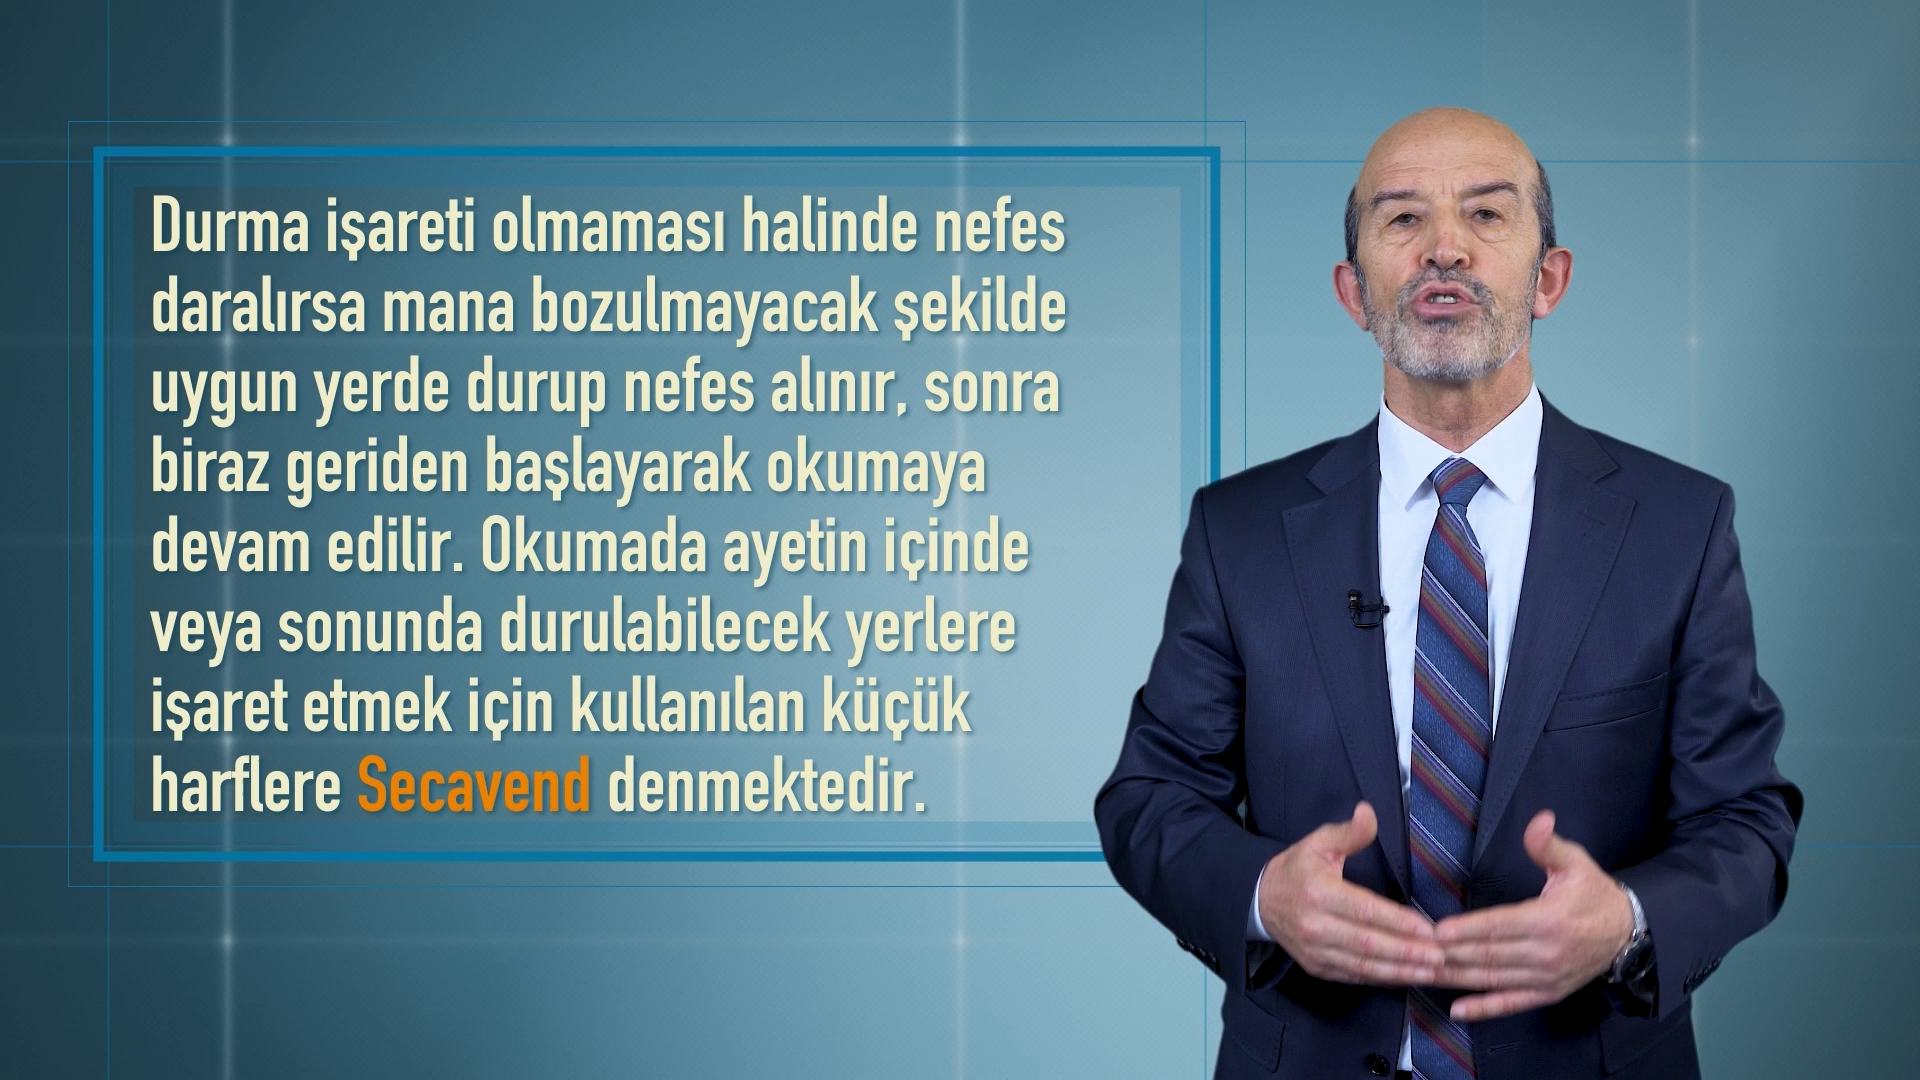 Durma işareti olmaması halinde nefes
daralırsa mana bozulmayacak şekilde
uygun yerde durup nefes alınır, sonra
biraz geriden başlayarak okumaya
devam edilir. Okumada ayetin içinde
veya sonunda durulabilecek yerlere
işaret etmek için kullanılan küçük
harflere Secavend denmektedir.